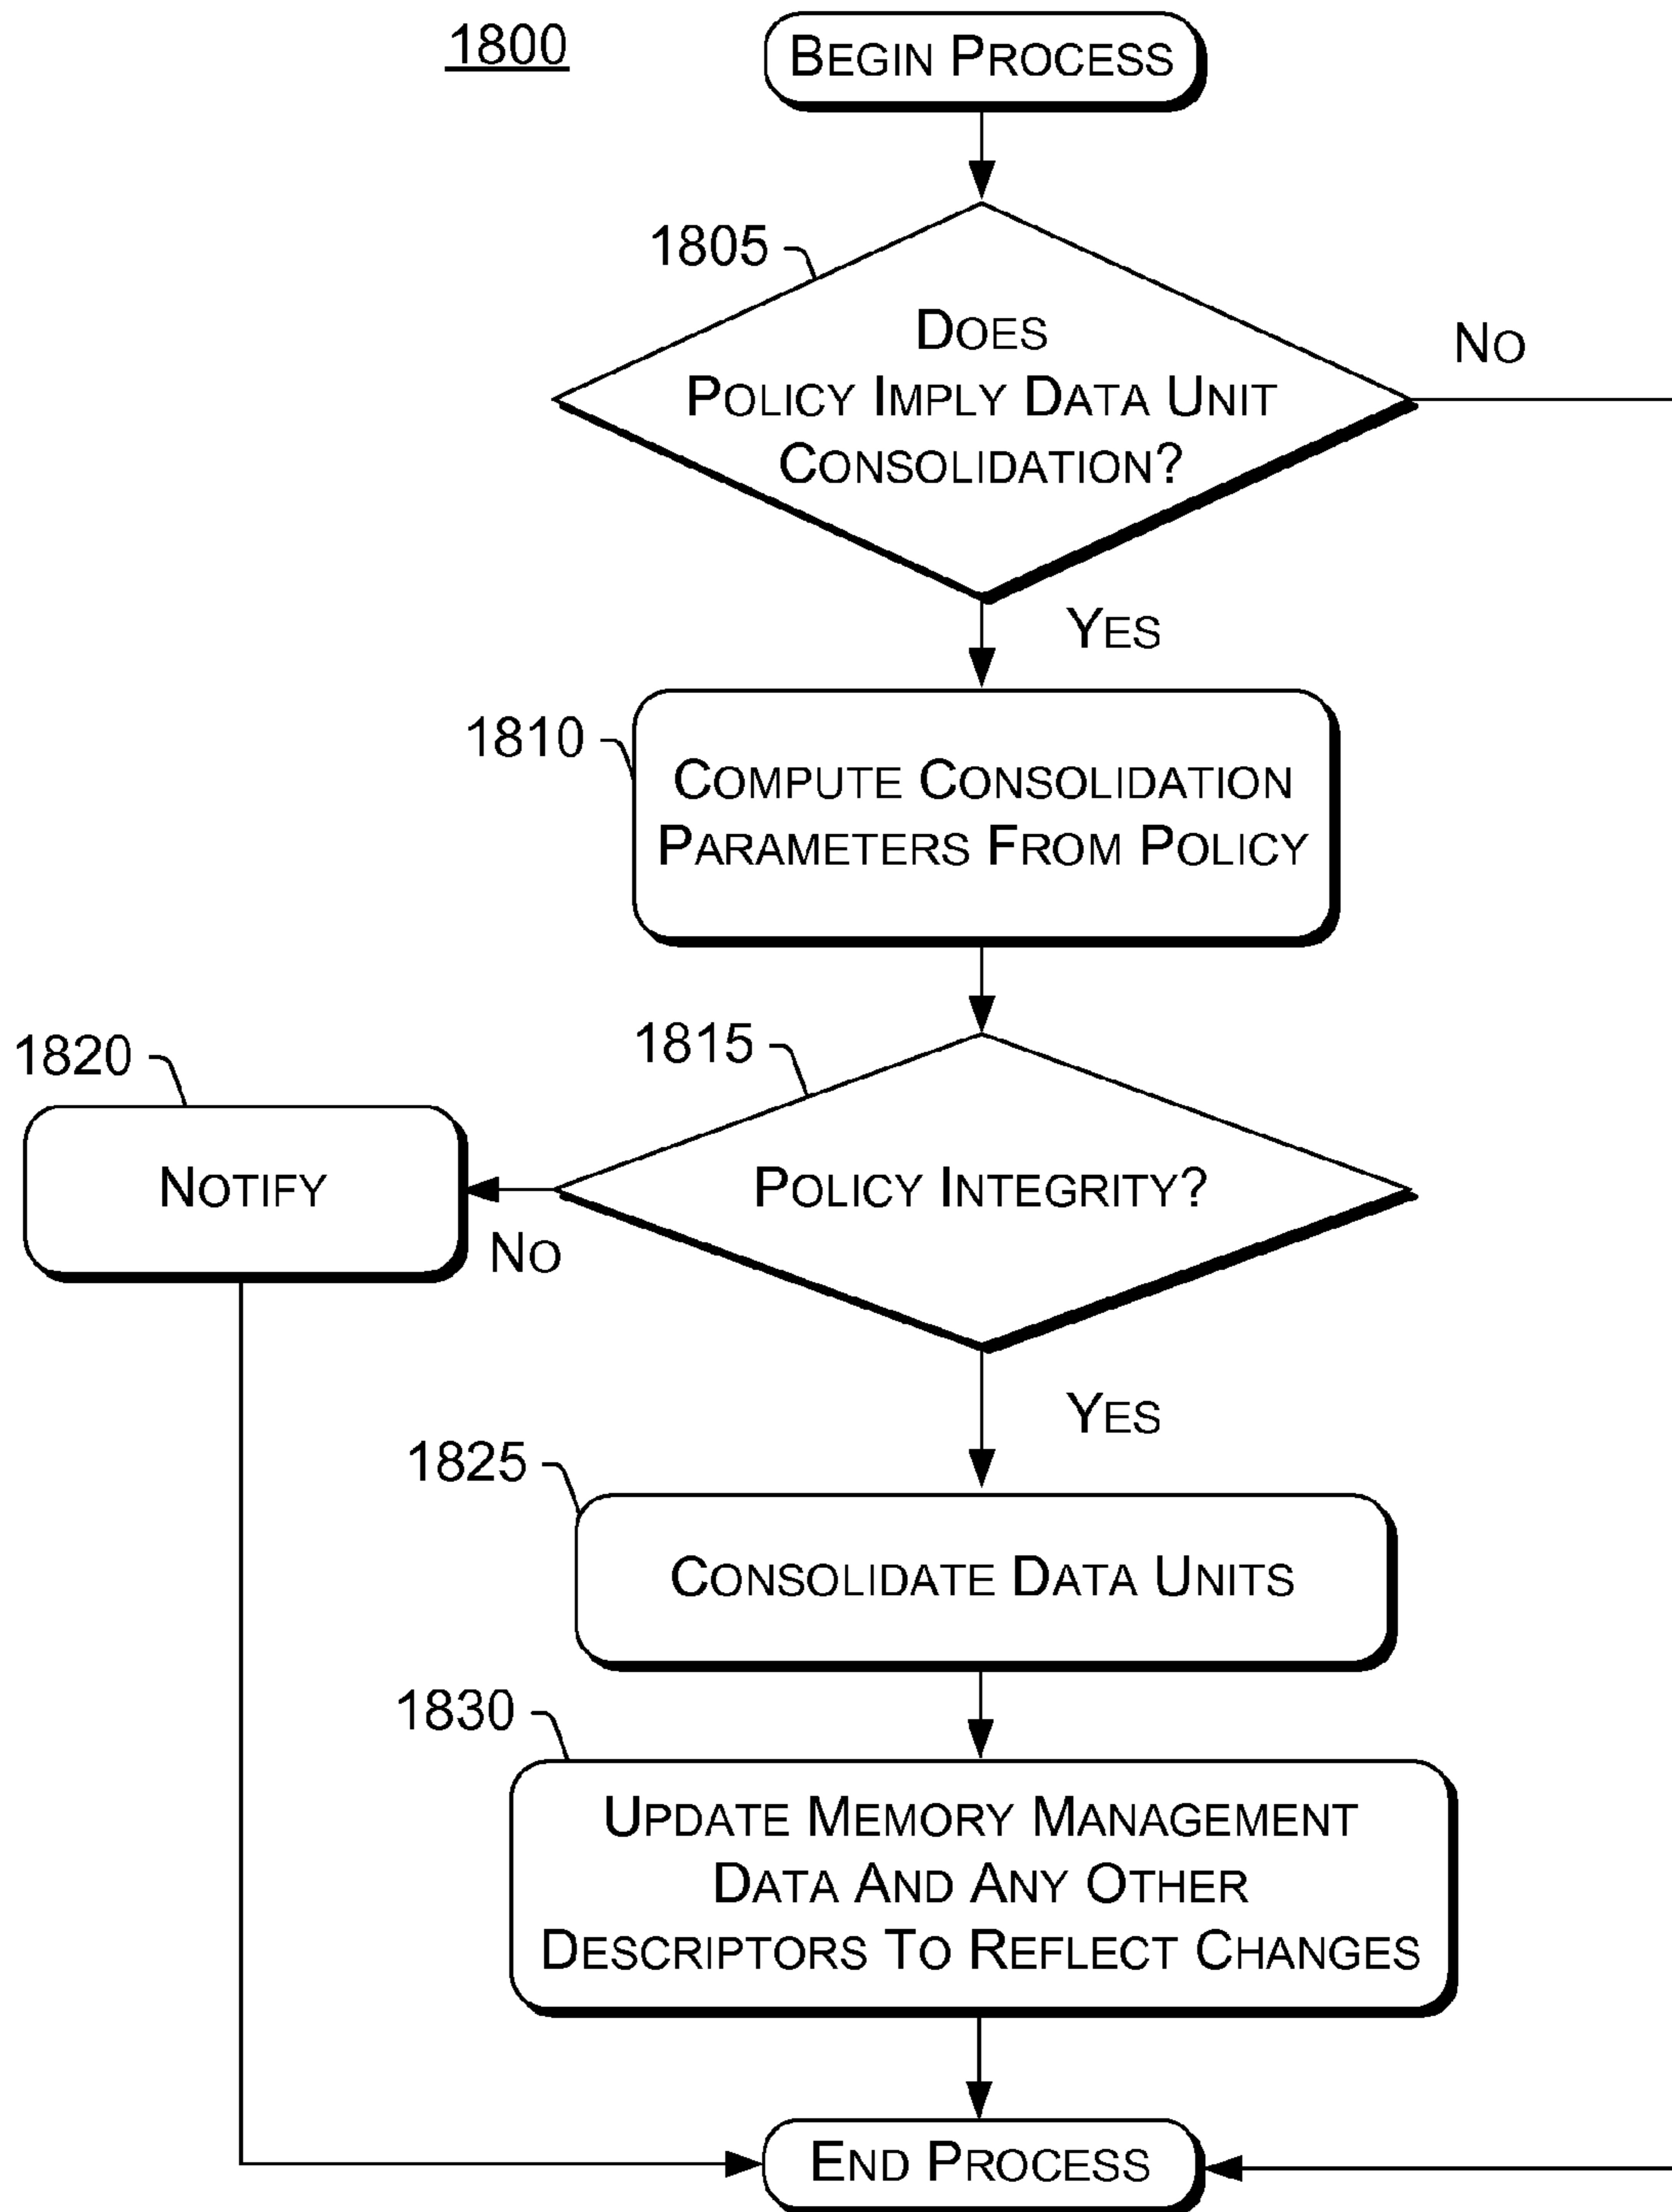 1800
BEGIN PROCESS
1805
DOES
POLICY IMPLY DATA UNIT
CONSOLIDATION?
NO
YES
1810
COMPUTE CONSOLIDATION
PARAMETERS FROM POLICY
1815
1820
POLICY INTEGRITY?
NOTIFY
NO
YES
1825
CONSOLIDATE DATA UNITS
1830
UPDATE MEMORY MANAGEMENT
DATA AND ANY OTHER
DESCRIPTORS TO REFLECT CHANGES
END PROCESS